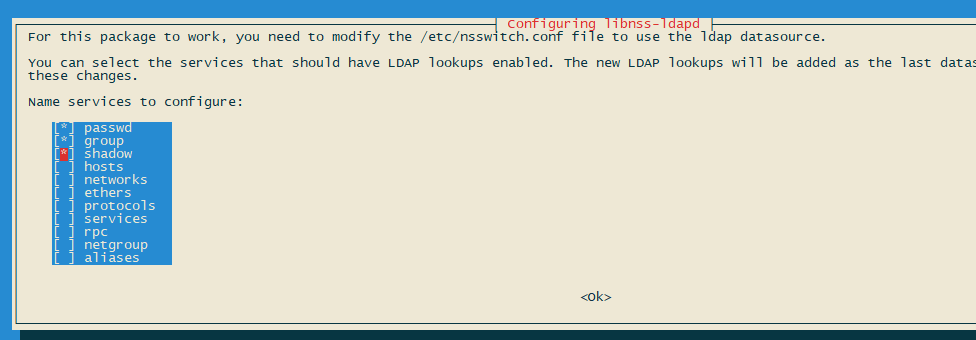 Configuring libnss-ldapd
For this package to work, you need to modify the /etc/nsswitch.conf file to use the ldap datasource.
You can select the services that should have LDAP lookups enabled. The new LDAP lookups will be added as the last datas
these changes.
Name services to configure:
[*] passwd
[*] group
[*] shadow
[ ] hosts
[ ] networks
[ ] ethers
[ ] protocols
[ ] services
[ ] rpc
[ ] netgroup
[ ] aliases
<Ok>